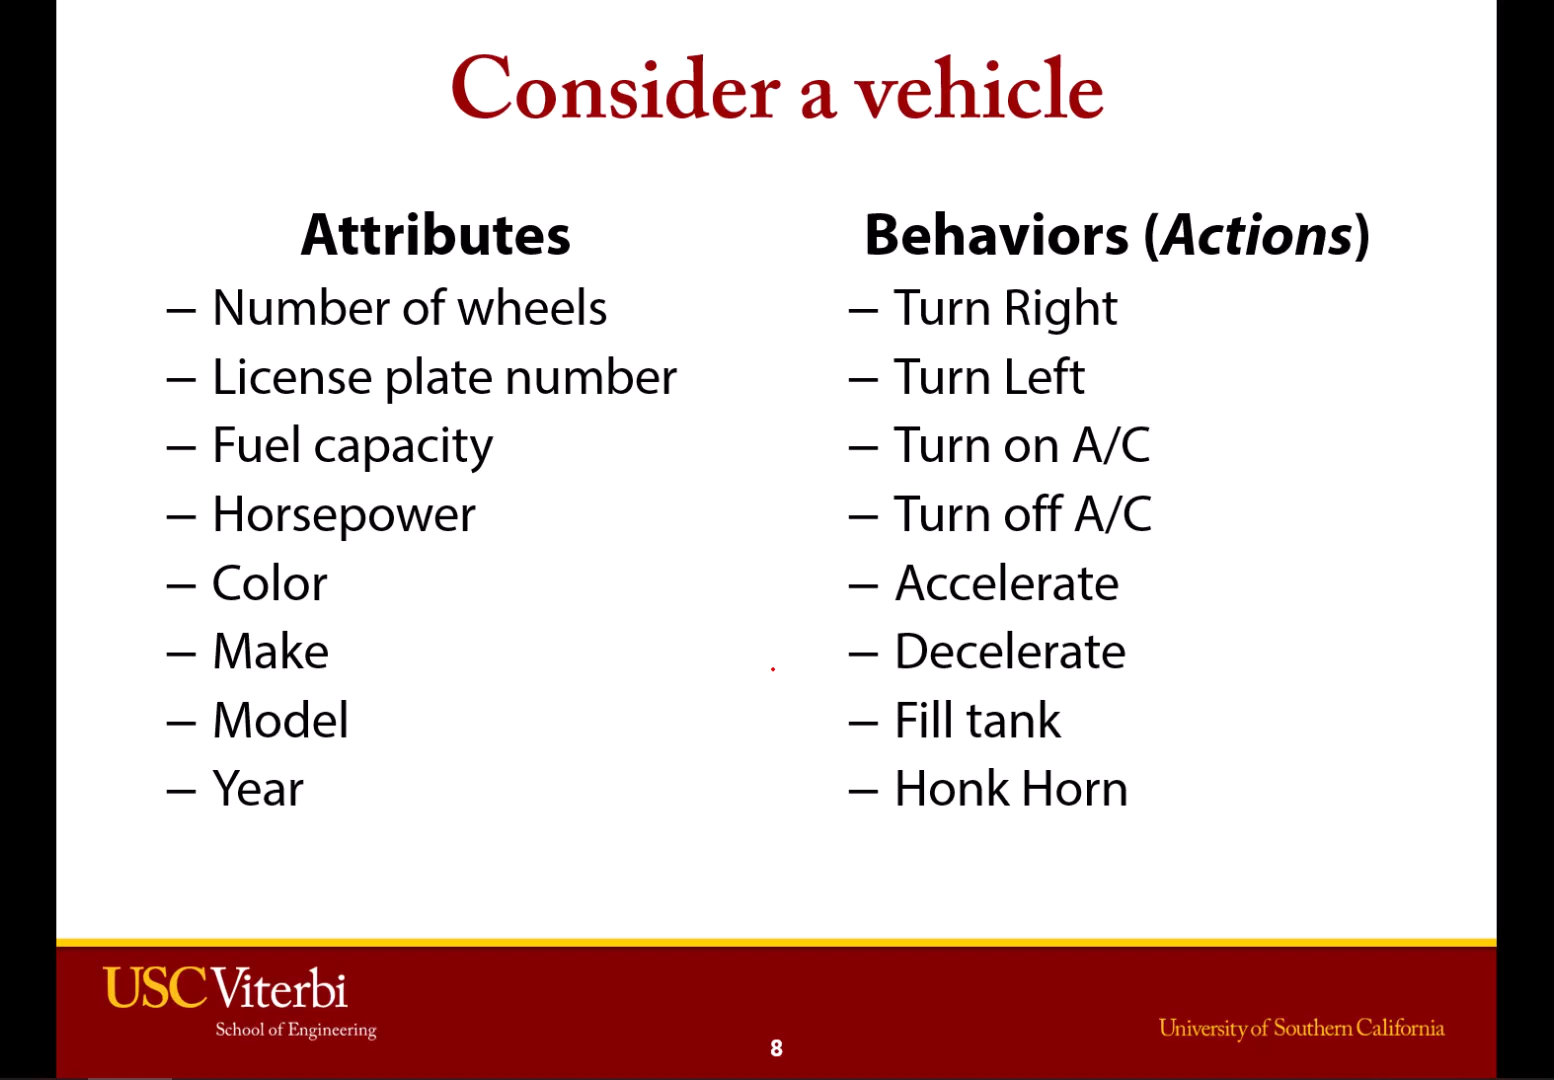 Consider a vehicle
Attributes
– Number of wheels
– License plate number
– Fuel capacity
– Horsepower
– Color
– Make
– Model
– Year
Behaviors (Actions)
– Turn Right
– Turn Left
– Turn on A/C
– Turn off A/C
– Accelerate
– Decelerate
– Fill tank
– Honk Horn
USC Viterbi
School of Engineering
8
University of Southern California